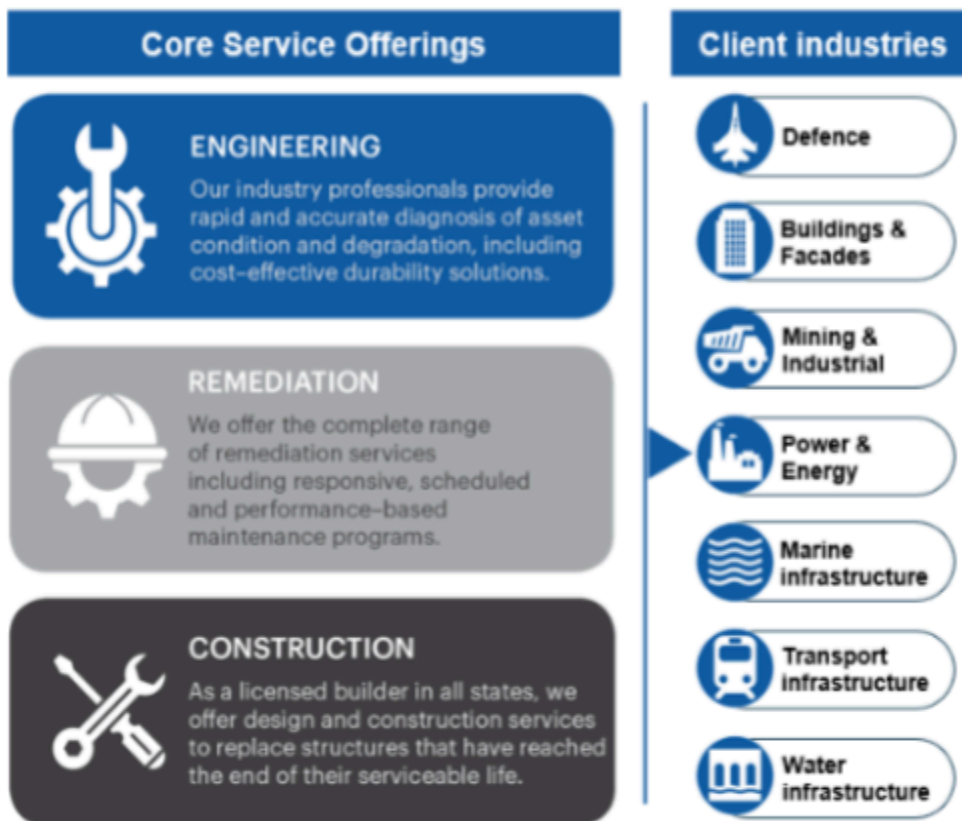 Core Service Offerings
ENGINEERING
Our industry professionals provide
rapid and accurate diagnosis of asset
condition and degradation, including
cost-effective durability solutions.
REMEDIATION
We offer the complete range
of remediation services
including responsive, scheduled
and performance-based
maintenance programs.
CONSTRUCTION
As a licensed builder in all states, we
offer design and construction services
to replace structures that have reached
the end of their serviceable life.
Client industries
Defence
Buildings &
Facades
Mining &
Industrial
Power &
Energy
Marine
infrastructure
Transport
infrastructure
Water
infrastructure